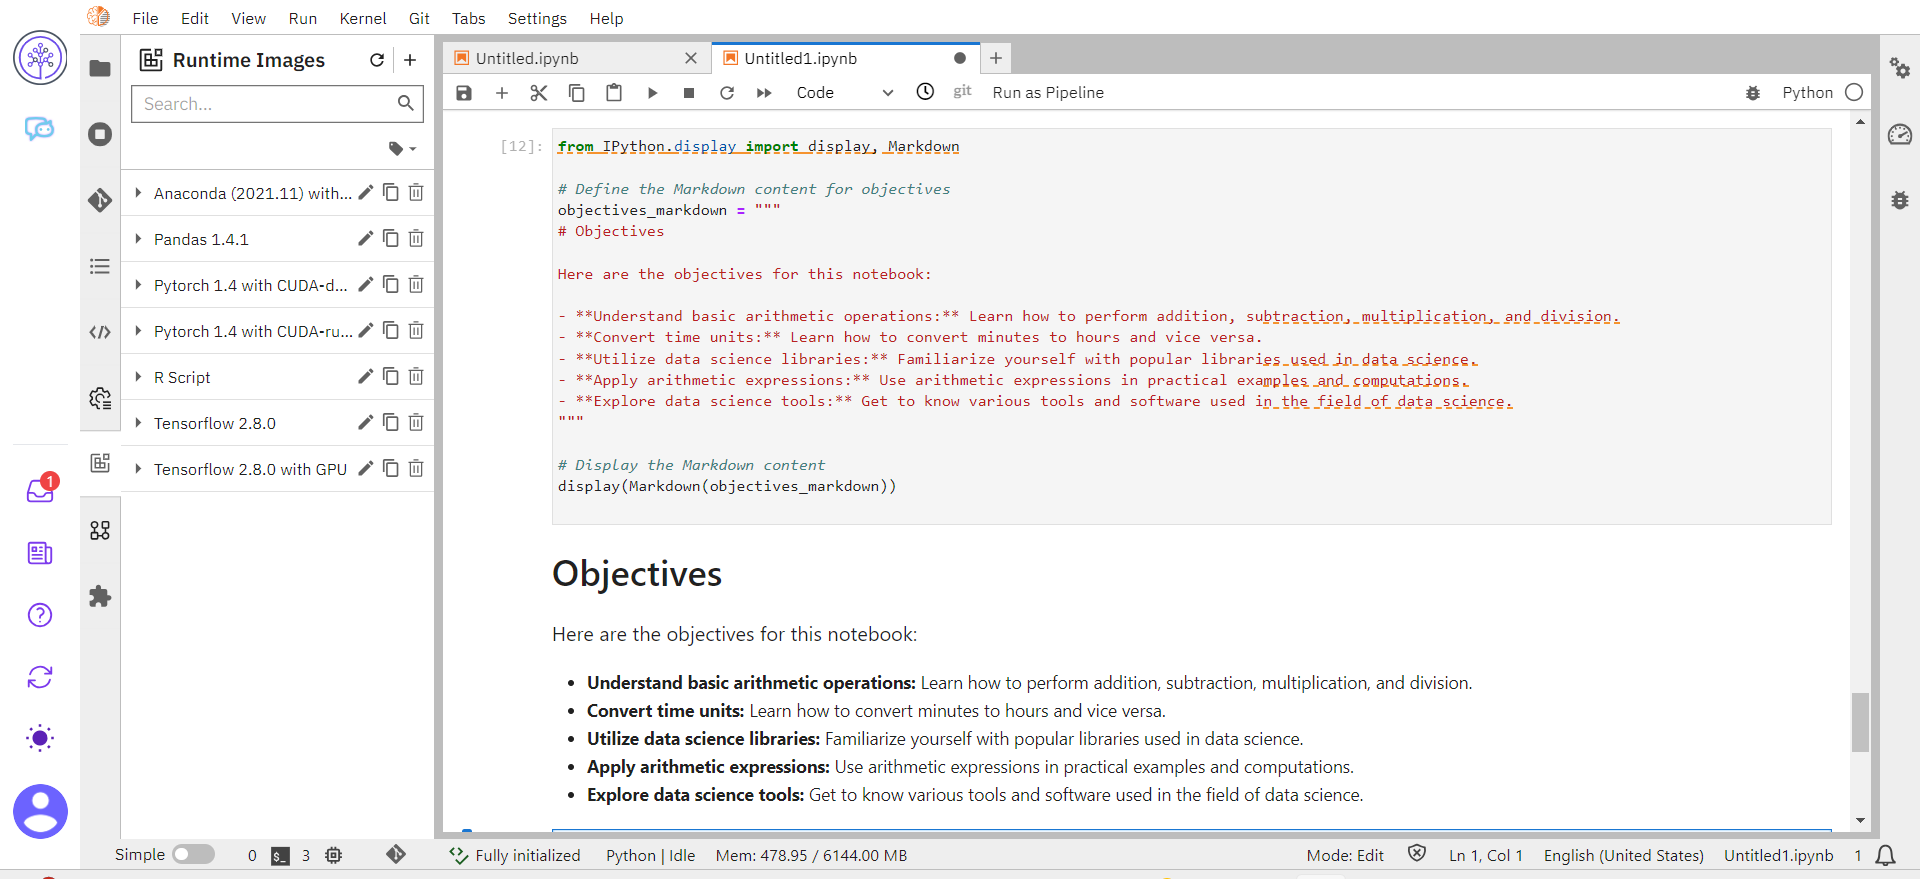 File Edit View Run Kernel Git Tabs Settings Help
Runtime Images
Search...
Anaconda (2021.11) with...
Pandas 1.4.1
Pytorch 1.4 with CUDA-d...
Pytorch 1.4 with CUDA-ru...
R Script
Tensorflow 2.8.0
Tensorflow 2.8.0 with GPU
1
Untitled.ipynb
Untitled1.ipynb
Code
git
Run as Pipeline
Python
[12]:
from IPython.display import display, Markdown
# Define the Markdown content for objectives
objectives_markdown = """
# Objectives
Here are the objectives for this notebook:
- **Understand basic arithmetic operations:** Learn how to perform addition, subtraction, multiplication, and division.
- **Convert time units:** Learn how to convert minutes to hours and vice versa.
- **Utilize data science libraries:** Familiarize yourself with popular libraries used in data science.
- **Apply arithmetic expressions:** Use arithmetic expressions in practical examples and computations.
- **Explore data science tools:** Get to know various tools and software used in the field of data science.
"""
# Display the Markdown content
display(Markdown(objectives_markdown))
Objectives
Here are the objectives for this notebook:
• Understand basic arithmetic operations: Learn how to perform addition, subtraction, multiplication, and division.
• Convert time units: Learn how to convert minutes to hours and vice versa.
• Utilize data science libraries: Familiarize yourself with popular libraries used in data science.
• Apply arithmetic expressions: Use arithmetic expressions in practical examples and computations.
• Explore data science tools: Get to know various tools and software used in the field of data science.
Simple 0 3 Fully initialized Python | Idle Mem: 478.95 / 6144.00 MB Mode: Edit Ln 1, Col 1 English (United States) Untitled1.ipynb 1